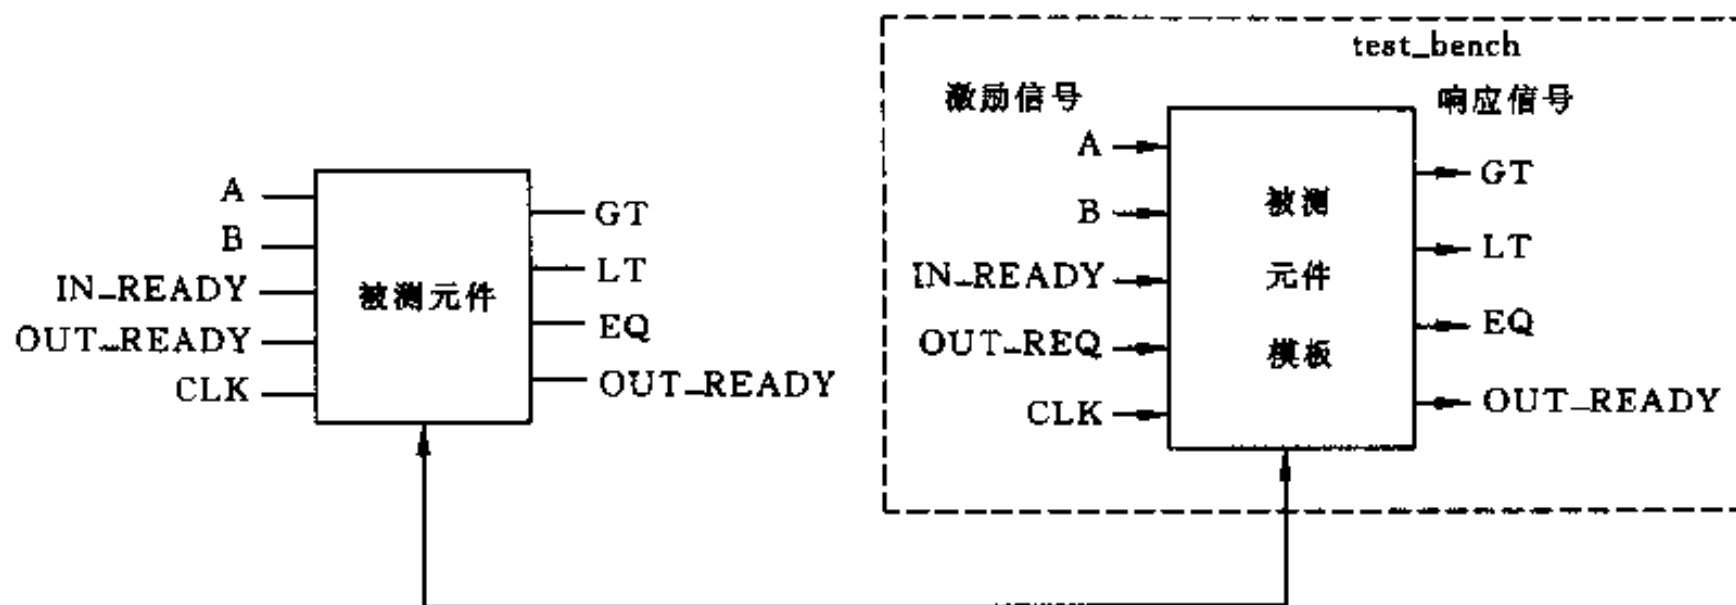 A
B
IN_READY
OUT_READY
CLK
被测元件
GT
LT
EQ
OUT_READY
test_bench
激励信号
响应信号
A
B
IN_READY
OUT_REQ
CLK
被测
元件
模板
GT
LT
EQ
OUT_READY